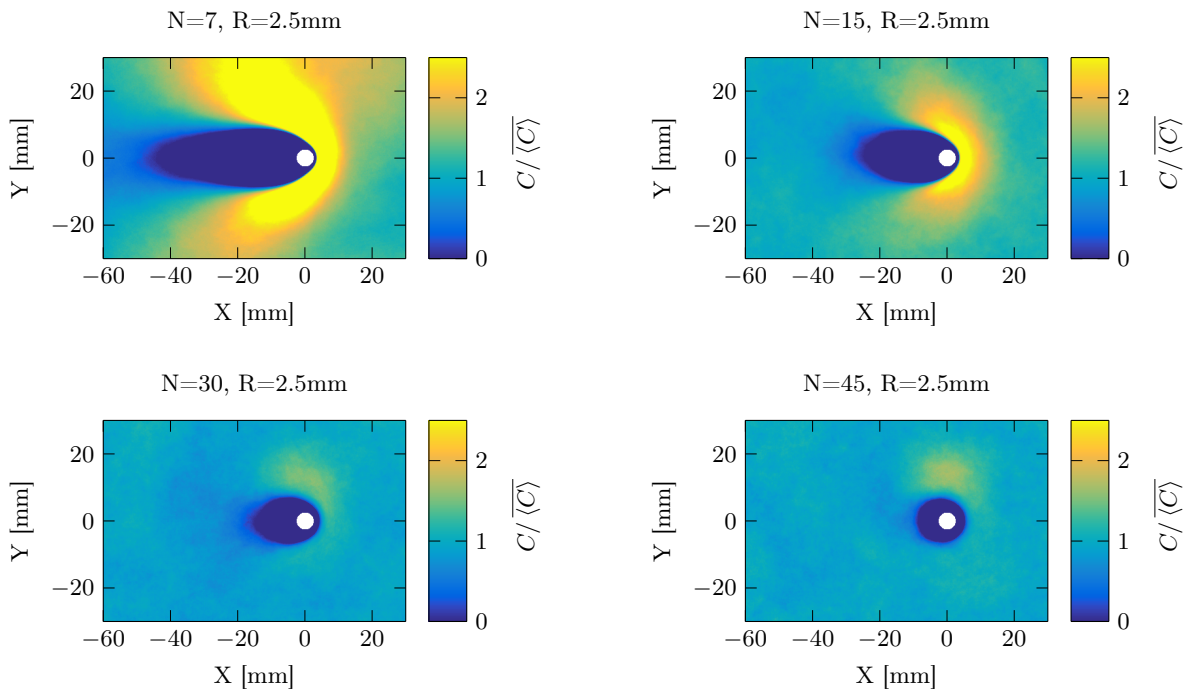 N=7, R=2.5mm
20
0
−20
Y [mm]
−60 −40 −20 0 20
X [mm]
2
1
0
C/⟨C⟩
N=15, R=2.5mm
20
0
−20
Y [mm]
−60 −40 −20 0 20
X [mm]
2
1
0
C/⟨C⟩
N=30, R=2.5mm
20
0
−20
Y [mm]
−60 −40 −20 0 20
X [mm]
2
1
0
C/⟨C⟩
N=45, R=2.5mm
20
0
−20
Y [mm]
−60 −40 −20 0 20
X [mm]
2
1
0
C/⟨C⟩